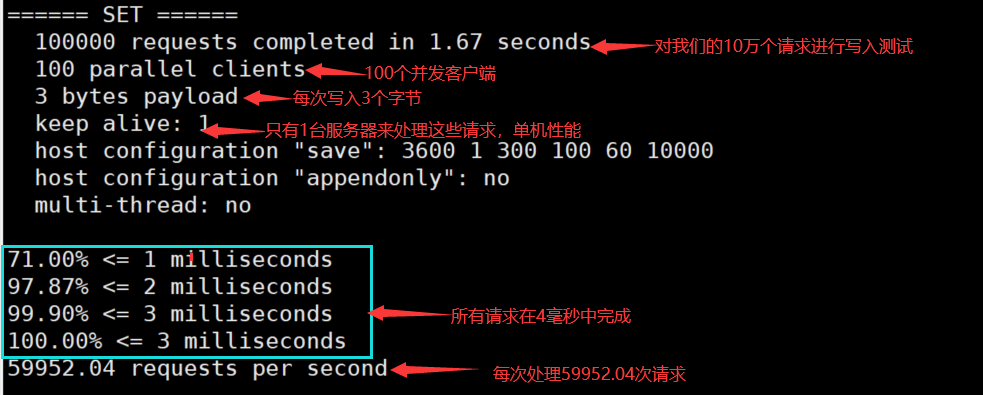 ====== SET ======
100000 requests completed in 1.67 seconds 对我们的10万个请求进行写入测试
100 parallel clients 100个并发客户端
3 bytes payload 每次写入3个字节
keep alive: 1 只有1台服务器来处理这些请求，单机性能
host configuration "save": 3600 1 300 100 60 10000
host configuration "appendonly": no
multi-thread: no
71.00% <= 1 milliseconds
97.87% <= 2 milliseconds
99.90% <= 3 milliseconds 所有请求在4毫秒中完成
100.00% <= 3 milliseconds
59952.04 requests per second 每次处理59952.04次请求